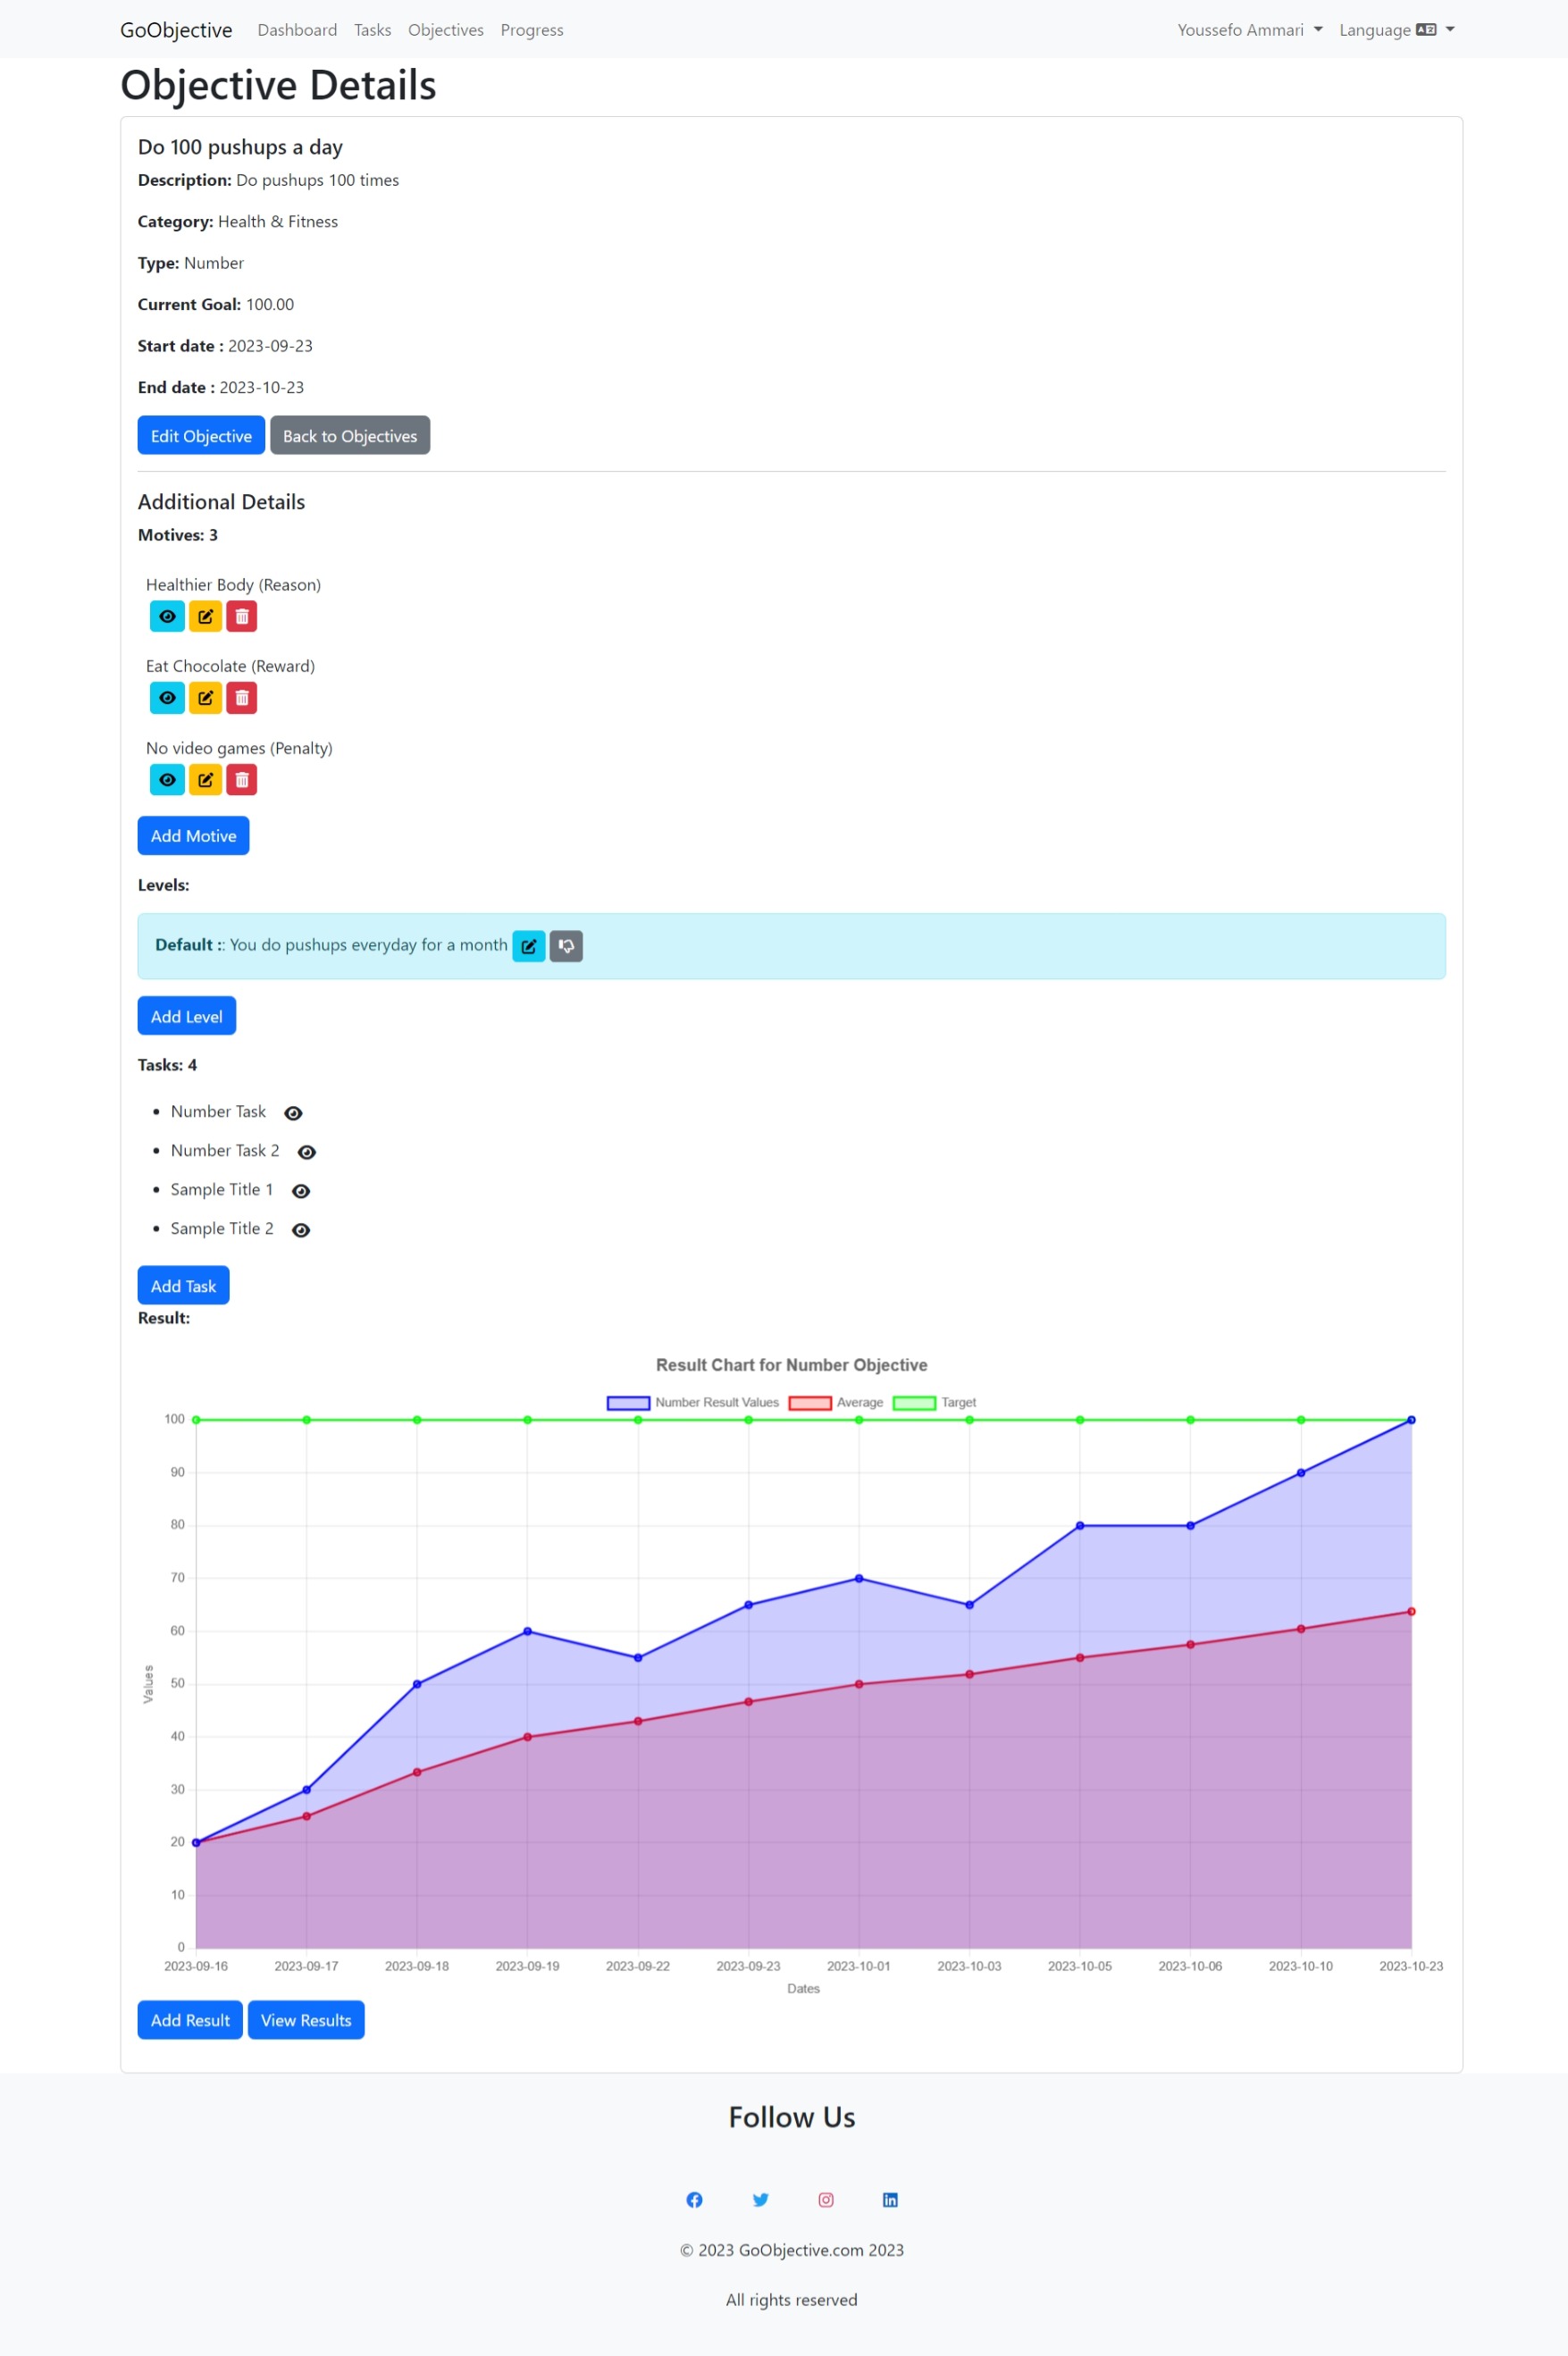 GoObjective Dashboard Tasks Objectives Progress Youssefo Ammari Language
Objective Details
Do 100 pushups a day
Description: Do pushups 100 times
Category: Health & Fitness
Type: Number
Current Goal: 100.00
Start date : 2023-09-23
End date : 2023-10-23
Edit Objective Back to Objectives
Additional Details
Motives: 3
Healthier Body (Reason)
Eat Chocolate (Reward)
No video games (Penalty)
Add Motive
Levels:
Default :: You do pushups everyday for a month
Add Level
Tasks: 4
Number Task
Number Task 2
Sample Title 1
Sample Title 2
Add Task
Result:
Result Chart for Number Objective
Number Result Values Average Target
100
90
80
70
60
50
40
30
20
10
0
Values
2023-09-16 2023-09-17 2023-09-18 2023-09-19 2023-09-22 2023-09-23 2023-10-01 2023-10-03 2023-10-05 2023-10-06 2023-10-10 2023-10-23
Dates
Add Result View Results
Follow Us
© 2023 GoObjective.com 2023
All rights reserved